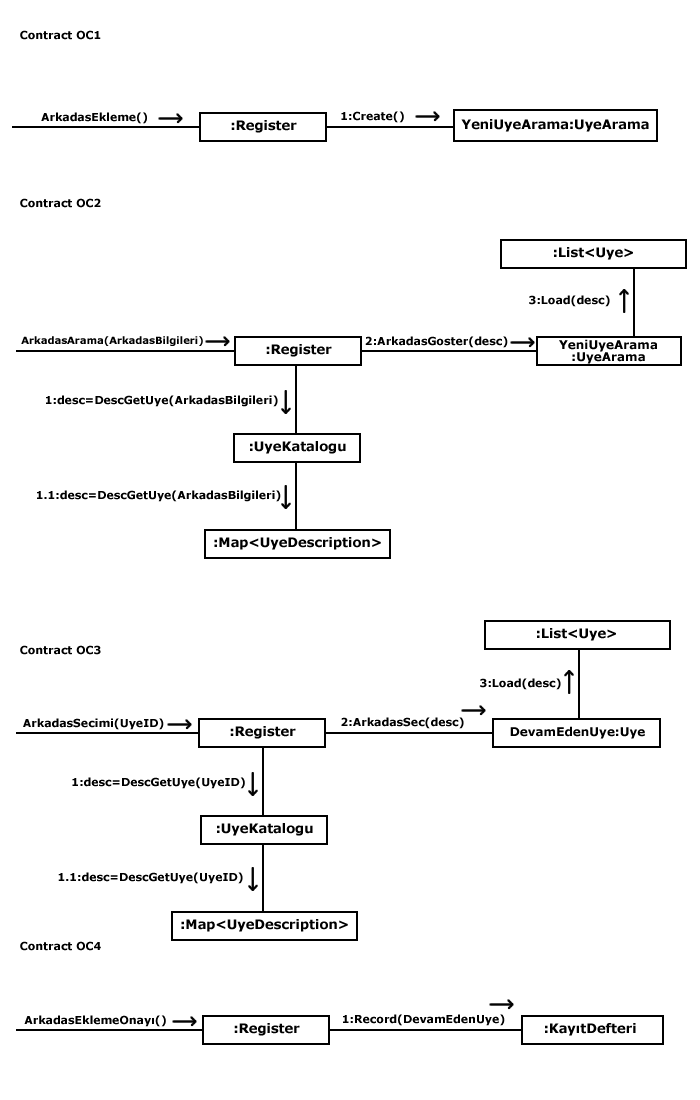 Contract OC1
ArkadasEkleme()
:Register
1:Create()
YeniUyeArama:UyeArama
Contract OC2
:List<Uye>
3:Load(desc)
ArkadasArama(ArkadasBilgileri)
:Register
2:ArkadasGoster(desc)
YeniUyeArama
:UyeArama
1:desc=DescGetUye(ArkadasBilgileri)
:UyeKatalogu
1.1:desc=DescGetUye(ArkadasBilgileri)
:Map<UyeDescription>
Contract OC3
:List<Uye>
3:Load(desc)
ArkadasSecimi(UyeID)
:Register
2:ArkadasSec(desc)
DevamEdenUye:Uye
1:desc=DescGetUye(UyeID)
:UyeKatalogu
1.1:desc=DescGetUye(UyeID)
:Map<UyeDescription>
Contract OC4
ArkadasEklemeOnayı()
:Register
1:Record(DevamEdenUye)
:KayıtDefteri